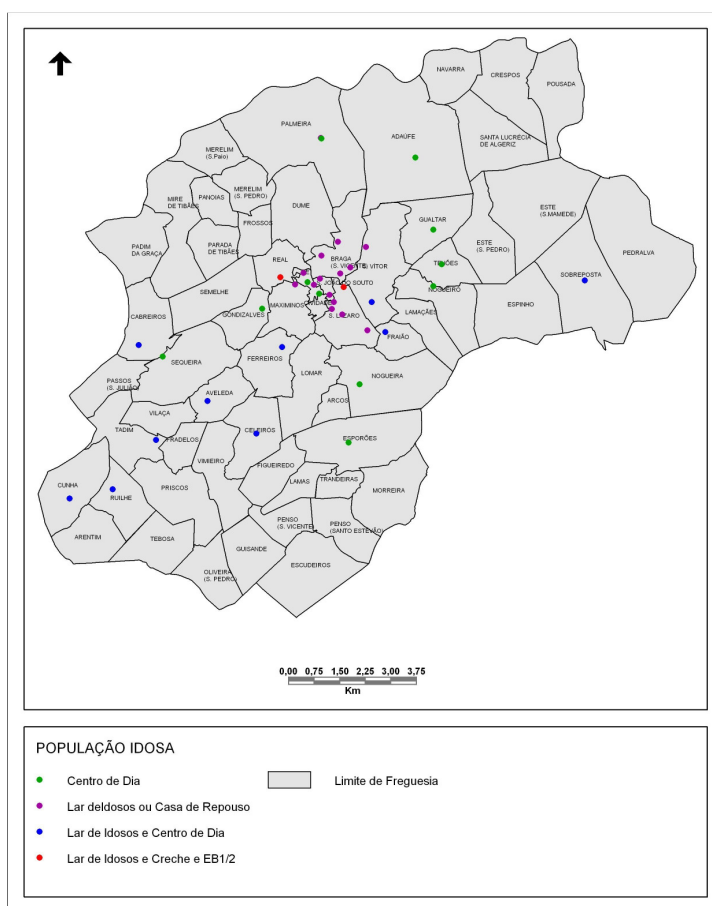 NAVARRA
CRESPOS
POUSADA
PALMEIRA
ADAÚFE
SANTA LUCRÉCIA
DE ALGERIZ
MERELIM
(S.Paio)
MERELIM
(S. PEDRO)
MIRE
DE TIBÃES
PANOIAS
DUME
FROSSOS
GUALTAR
ESTE
(S.MAMEDE)
ESTE
(S. PEDRO)
PADIM
DA GRAÇA
PARADA
DE TIBÃES
PEDRALVA
REAL
BRAGA
(S. VICENTE)
VITOR
TENÕES
SOBREPOSTA
SEMELHE
JOÃO DO SOUTO
NOGUEIRO
CABREIROS
GONDIZALVES
MAXIMINOS
S. LÁZARO
LAMAÇÃES
ESPINHO
SEQUEIRA
FERREIROS
FRAIÃO
LOMAR
NOGUEIRA
PASSOS
(S. JULIÃO)
AVELEDA
ARCOS
VILAÇA
TADIM
FRADELOS
CELEIRÓS
ESPORÕES
VIMIEIRO
FIGUEIREDO
CUNHA
RUILHE
PRISCOS
LAMAS
TRANDEIRAS
MORREIRA
ARENTIM
TEBOSA
PENSO
(S. VICENTE)
PENSO
(SANTO ESTÊVÃO)
GUISANDE
OLIVEIRA
(S. PEDRO)
ESCUDEIROS
0,00 0,75 1,50 2,25 3,00 3,75
Km
POPULAÇÃO IDOSA
Centro de Dia
Limite de Freguesia
Lar deIdosos ou Casa de Repouso
Lar de Idosos e Centro de Dia
Lar de Idosos e Creche e EB1/2